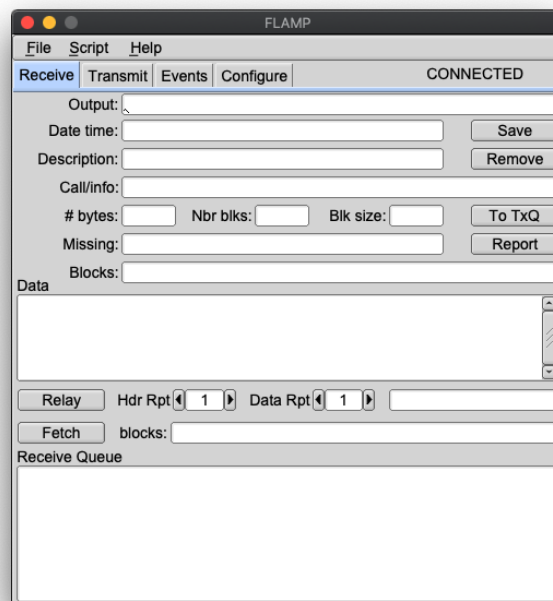 FLAMP
File Script Help
Receive Transmit Events Configure CONNECTED
Output:
Date time: Save
Description: Remove
Call/info:
# bytes: Nbr blks: Blk size: To TxQ
Missing: Report
Blocks:
Data
Relay Hdr Rpt 1 Data Rpt 1
Fetch blocks:
Receive Queue